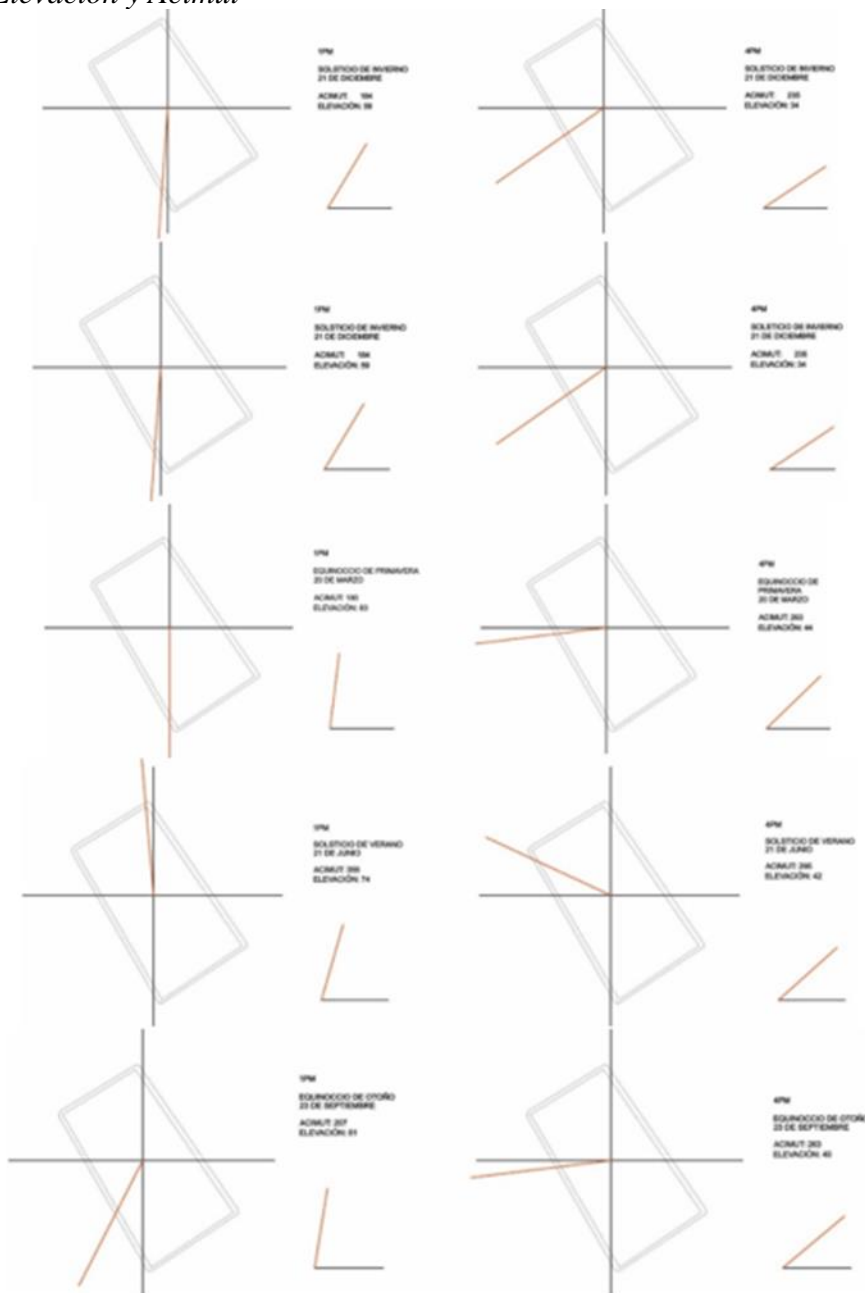 Elevación y Acimut
1PM
SOLSTICIO DE INVIERNO
21 DE DICIEMBRE
ACIMUT: 184
ELEVACIÓN: 59
4PM
SOLSTICIO DE INVIERNO
21 DE DICIEMBRE
ACIMUT: 235
ELEVACIÓN: 34
1PM
SOLSTICIO DE INVIERNO
21 DE DICIEMBRE
ACIMUT: 184
ELEVACIÓN: 59
4PM
SOLSTICIO DE INVIERNO
21 DE DICIEMBRE
ACIMUT: 235
ELEVACIÓN: 34
1PM
EQUINOCCIO DE PRIMAVERA
20 DE MARZO
ACIMUT: 180
ELEVACIÓN: 83
4PM
EQUINOCCIO DE
PRIMAVERA
20 DE MARZO
ACIMUT: 263
ELEVACIÓN: 44
1PM
SOLSTICIO DE VERANO
21 DE JUNIO
ACIMUT: 355
ELEVACIÓN: 74
4PM
SOLSTICIO DE VERANO
21 DE JUNIO
ACIMUT: 295
ELEVACIÓN: 42
1PM
EQUINOCCIO DE OTOÑO
23 DE SEPTIEMBRE
ACIMUT: 207
ELEVACIÓN: 81
4PM
EQUINOCCIO DE OTOÑO
23 DE SEPTIEMBRE
ACIMUT: 263
ELEVACIÓN: 40